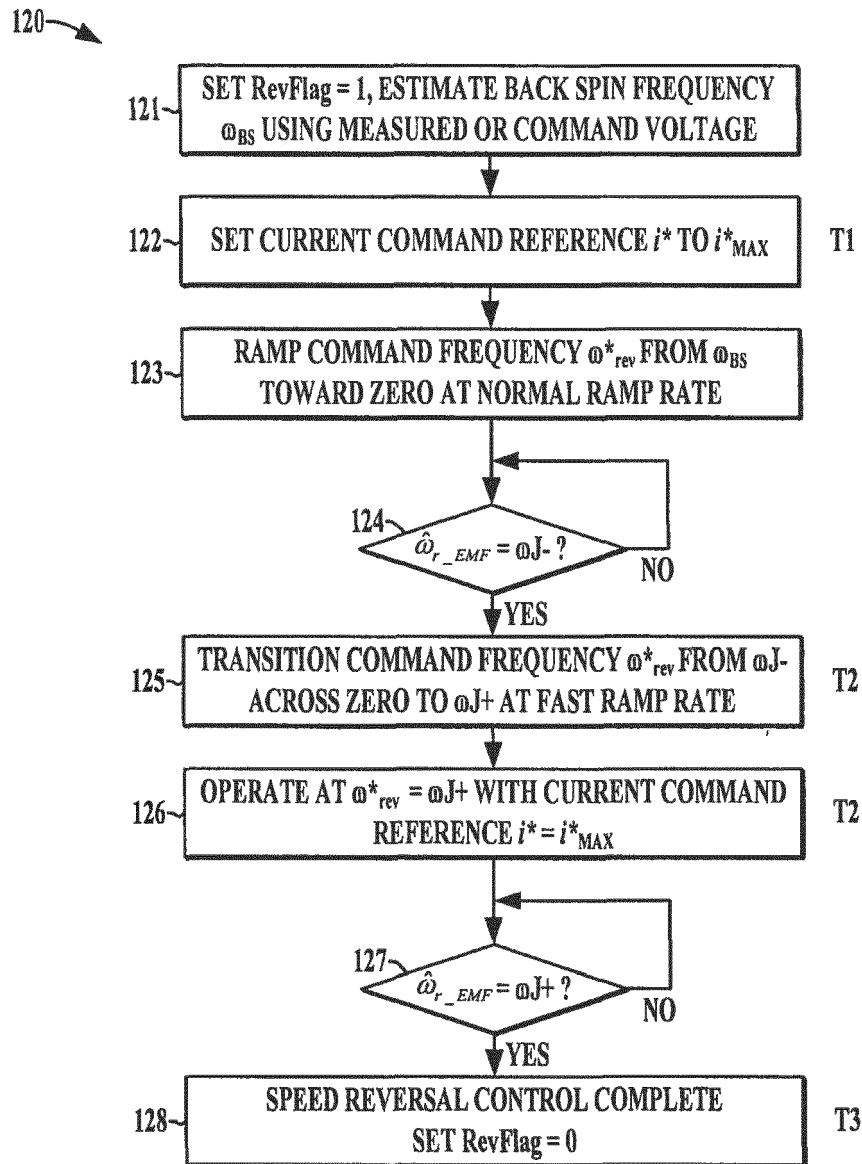 120
121
SET RevFlag = 1, ESTIMATE BACK SPIN FREQUENCY
ωBS USING MEASURED OR COMMAND VOLTAGE
122
SET CURRENT COMMAND REFERENCE i* TO i*MAX
T1
123
RAMP COMMAND FREQUENCY ω*rev FROM ωBS
TOWARD ZERO AT NORMAL RAMP RATE
124
ω̂r_EMF = ωJ- ?
NO
YES
125
TRANSITION COMMAND FREQUENCY ω*rev FROM ωJ-
ACROSS ZERO TO ωJ+ AT FAST RAMP RATE
T2
126
OPERATE AT ω*rev = ωJ+ WITH CURRENT COMMAND
REFERENCE i* = i*MAX
T2
127
ω̂r_EMF = ωJ+ ?
NO
YES
128
SPEED REVERSAL CONTROL COMPLETE
SET RevFlag = 0
T3